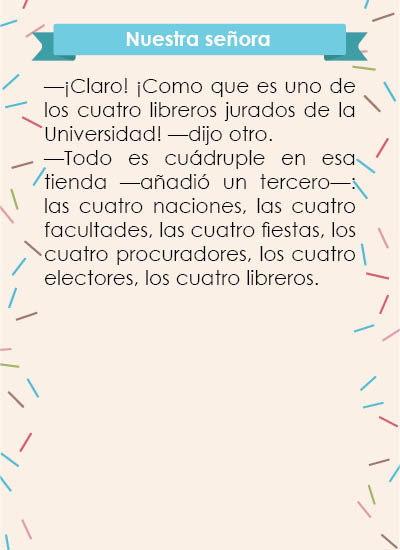 Nuestra señora
—¡Claro! ¡Como que es uno de
los cuatro libreros jurados de la
Universidad! —dijo otro.
—Todo es cuádruple en esa
tienda —añadió un tercero—:
las cuatro naciones, las cuatro
facultades, las cuatro fiestas, los
cuatro procuradores, los cuatro
electores, los cuatro libreros.